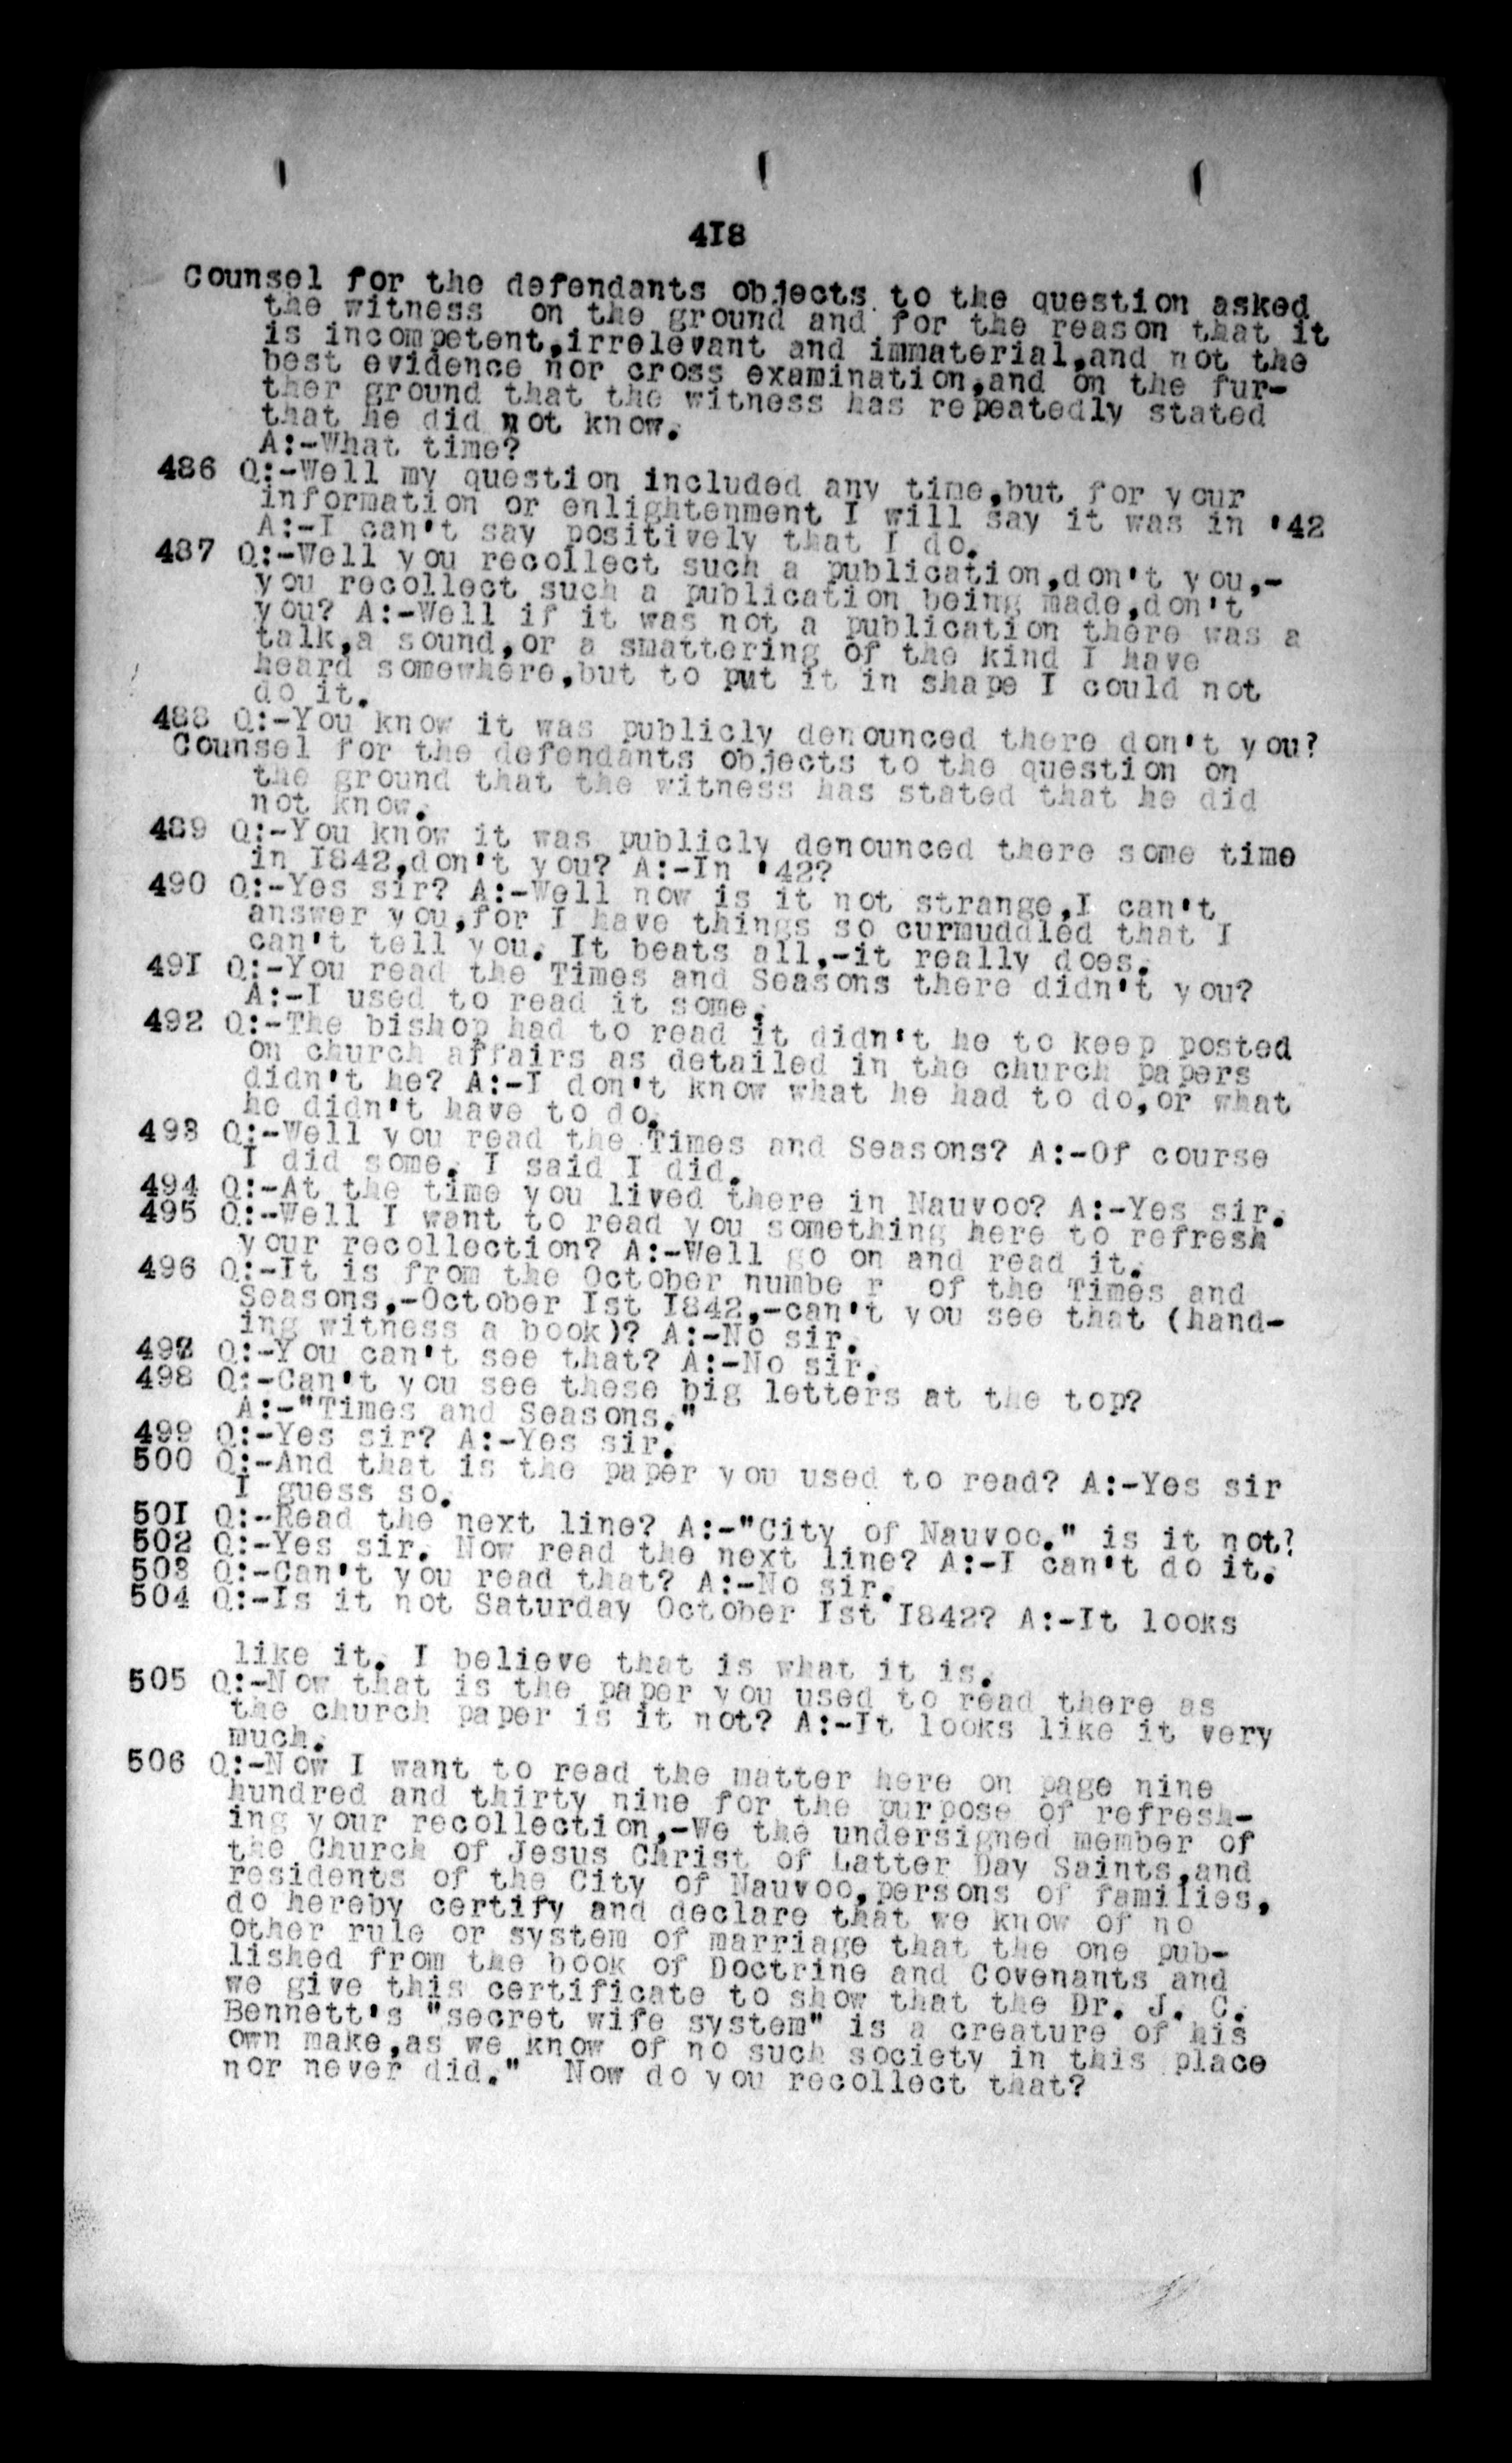 418
Counsel for the defendants objects to the question asked
the witness on the ground and for the reason that it
is incompetent,irrelevant and immaterial,and not the
best evidence nor cross examination,and on the fur-
ther ground that the witness has repeatedly stated
that he did not know.
A:-What time?
486 Q:-Well my question included any time,but for your
information or enlightenment I will say it was in '42
A:-I can't say positively that I do.
487 Q:-Well you recollect such a publication,don't you,-
you recollect such a publication being made,don't
you? A:-Well if it was not a publication there was a
talk,a sound,or a smattering of the kind I have
heard somewhere,but to put it in shape I could not
do it.
488 Q:-You know it was publicly denounced there don't you?
Counsel for the defendants objects to the question on
the ground that the witness has stated that he did
not know.
489 Q:-You know it was publicly denounced there some time
in I842,don't you? A:-In '42?
490 Q:-Yes sir? A:-Well now is it not strange,I can't
answer you,for I have things so curmuddled that I
can't tell you. It beats all,-it really does.
49I Q:-You read the Times and Seasons there didn't you?
A:-I used to read it some.
492 Q:-The bishop had to read it didn't he to keep posted
on church affairs as detailed in the church papers
didn't he? A:-I don't know what he had to do,or what
he didn't have to do.
493 Q:-Well you read the Times and Seasons? A:-Of course
I did some. I said I did.
494 Q:-At the time you lived there in Nauvoo? A:-Yes sir.
495 Q:-Well I want to read you something here to refresh
your recollection? A:-Well go on and read it.
496 Q:-It is from the October numbe r of the Times and
Seasons,-October Ist I842,-can't you see that (hand-
ing witness a book)? A:-No sir.
497 Q:-You can't see that? A:-No sir.
498 Q:-Can't you see these big letters at the top?
A:-"Times and Seasons."
499 Q:-Yes sir? A:-Yes sir.
500 Q:-And that is the paper you used to read? A:-Yes sir
I guess so.
50I Q:-Read the next line? A:-"City of Nauvoo." is it not?
502 Q:-Yes sir. Now read the next line? A:-I can't do it.
503 Q:-Can't you read that? A:-No sir.
504 Q:-Is it not Saturday October Ist I842? A:-It looks
like it. I believe that is what it is.
505 Q:-Now that is the paper you used to read there as
the church paper is it not? A:-It looks like it very
much.
506 Q:-Now I want to read the matter here on page nine
hundred and thirty nine for the purpose of refresh-
ing your recollection,-We the undersigned member of
the Church of Jesus Christ of Latter Day Saints,and
residents of the City of Nauvoo,persons of families,
do hereby certify and declare that we know of no
other rule or system of marriage that the one pub-
lished from the book of Doctrine and Covenants and
we give this certificate to show that the Dr. J. C.
Bennett's "secret wife system" is a creature of his
own make,as we know of no such society in this place
nor never did." Now do you recollect that?